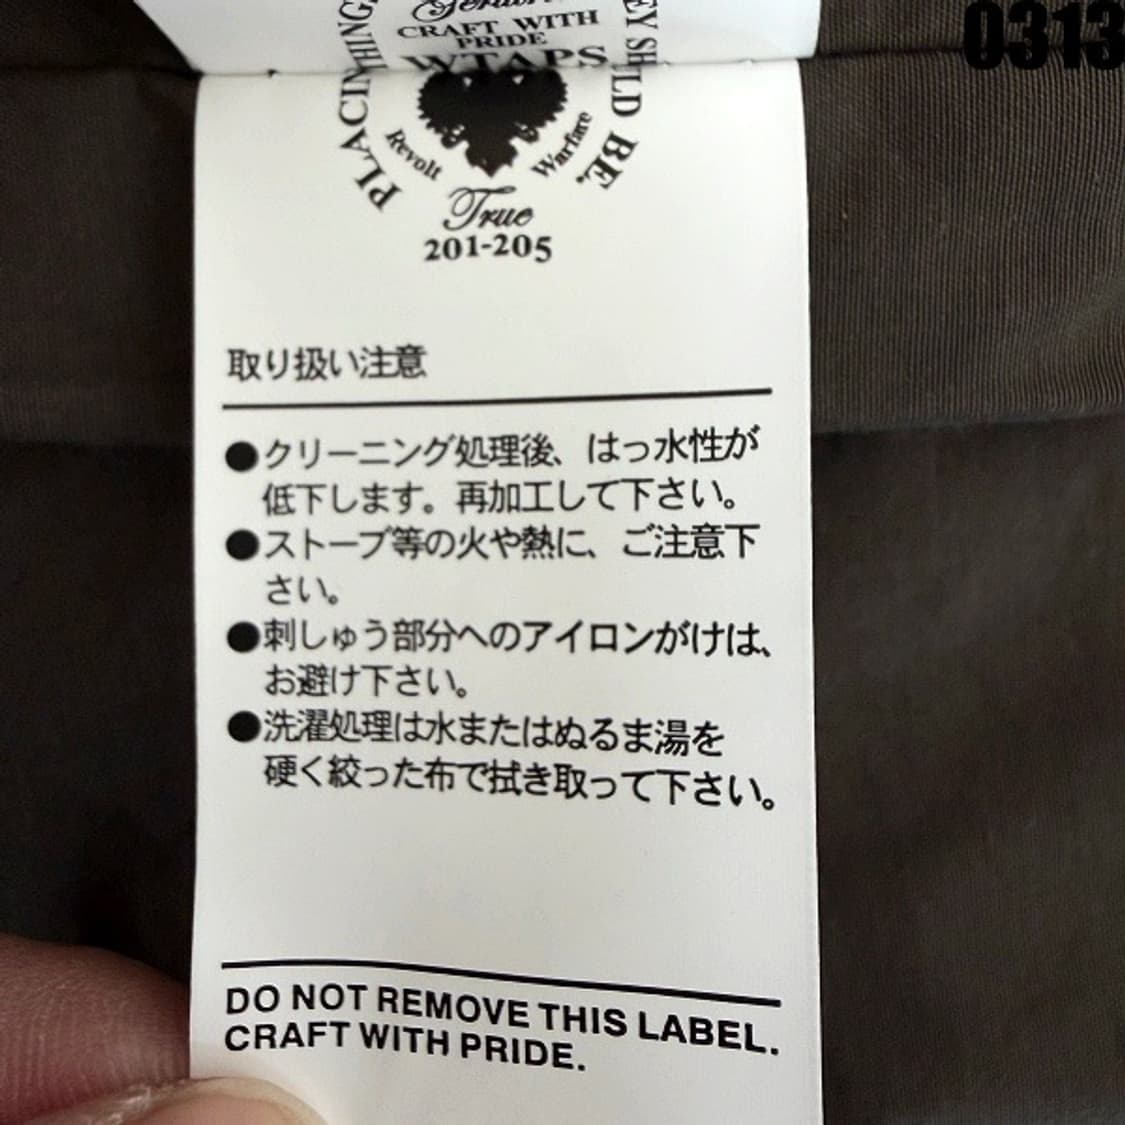 0313
CRAFT WITH
PRIDE
WTAPS
Revolt
Warfare
BE.
True
201-205
取り扱い注意
●クリーニング処理後、はっ水性が
低下します。再加工して下さい。
●ストーブ等の火や熱に、ご注意下
さい。
●刺しゅう部分へのアイロンがけは、
お避け下さい。
●洗濯処理は水またはぬるま湯を
硬く絞った布で拭き取って下さい。
DO NOT REMOVE THIS LABEL.
CRAFT WITH PRIDE.